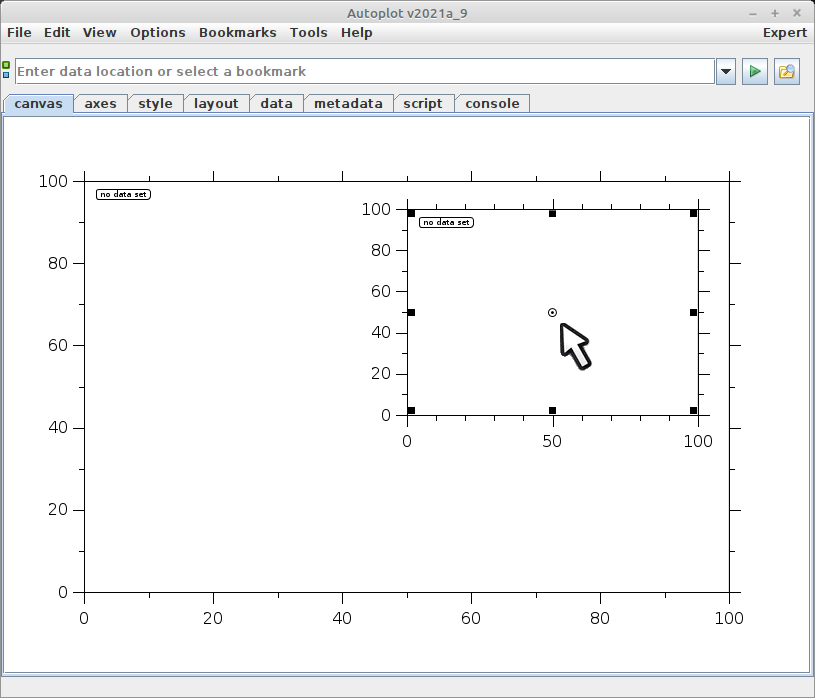 Autoplot v2021a_9
File Edit View Options Bookmarks Tools Help Expert
Enter data location or select a bookmark
canvas axes style layout data metadata script console
100
no data set
80
60
40
20
0
0 20 40 60 80 100
100
no data set
80
60
40
20
0
0 50 100